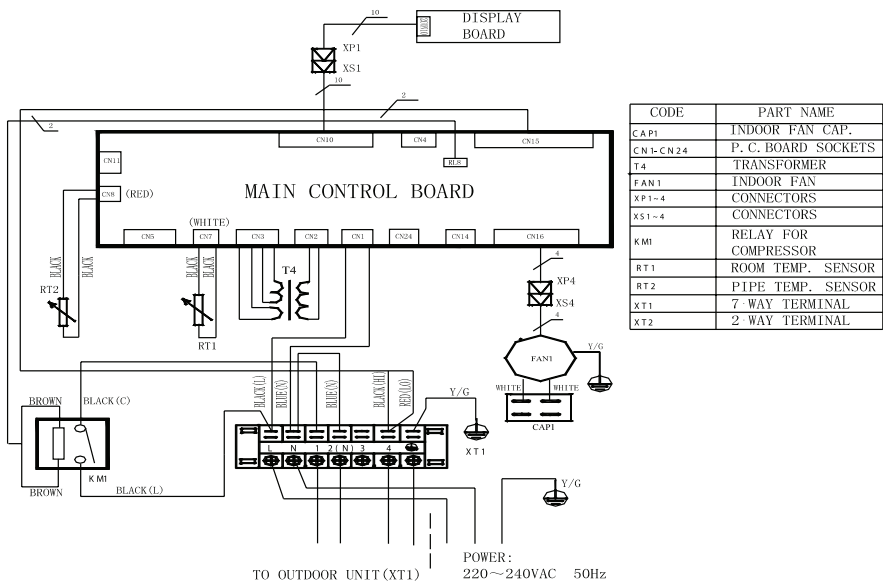 10
DISPLAY
BOARD
XP1
XS1
10
2
2
CN10
CN4
CN15
CN11
RL8
CN8
(RED)
MAIN CONTROL BOARD
(WHITE)
CN5
CN7
CN3
CN2
CN1
CN24
CN14
CN16
BLACK
BLACK
BLACK
BLACK
RT2
RT1
T4
4
XP4
XS4
4
FAN1
Y/G
WHITE
WHITE
CAP1
CODE PART NAME
CAP1 INDOOR FAN CAP.
CN1-CN24 P.C.BOARD SOCKETS
T4 TRANSFORMER
FAN1 INDOOR FAN
XP1~4 CONNECTORS
XS1~4 CONNECTORS
KM1 RELAY FOR
COMPRESSOR
RT1 ROOM TEMP. SENSOR
RT2 PIPE TEMP. SENSOR
XT1 7-WAY TERMINAL
XT2 2-WAY TERMINAL
BROWN
BLACK(C)
BLACK(L)
BLUE(N)
BLUE(N)
BLACK(HI)
RED(LO)
Y/G
XT1
L N 1 2(N) 3 4
KM1
BROWN
BLACK(L)
Y/G
TO OUTDOOR UNIT(XT1)
POWER:
220~240VAC 50Hz